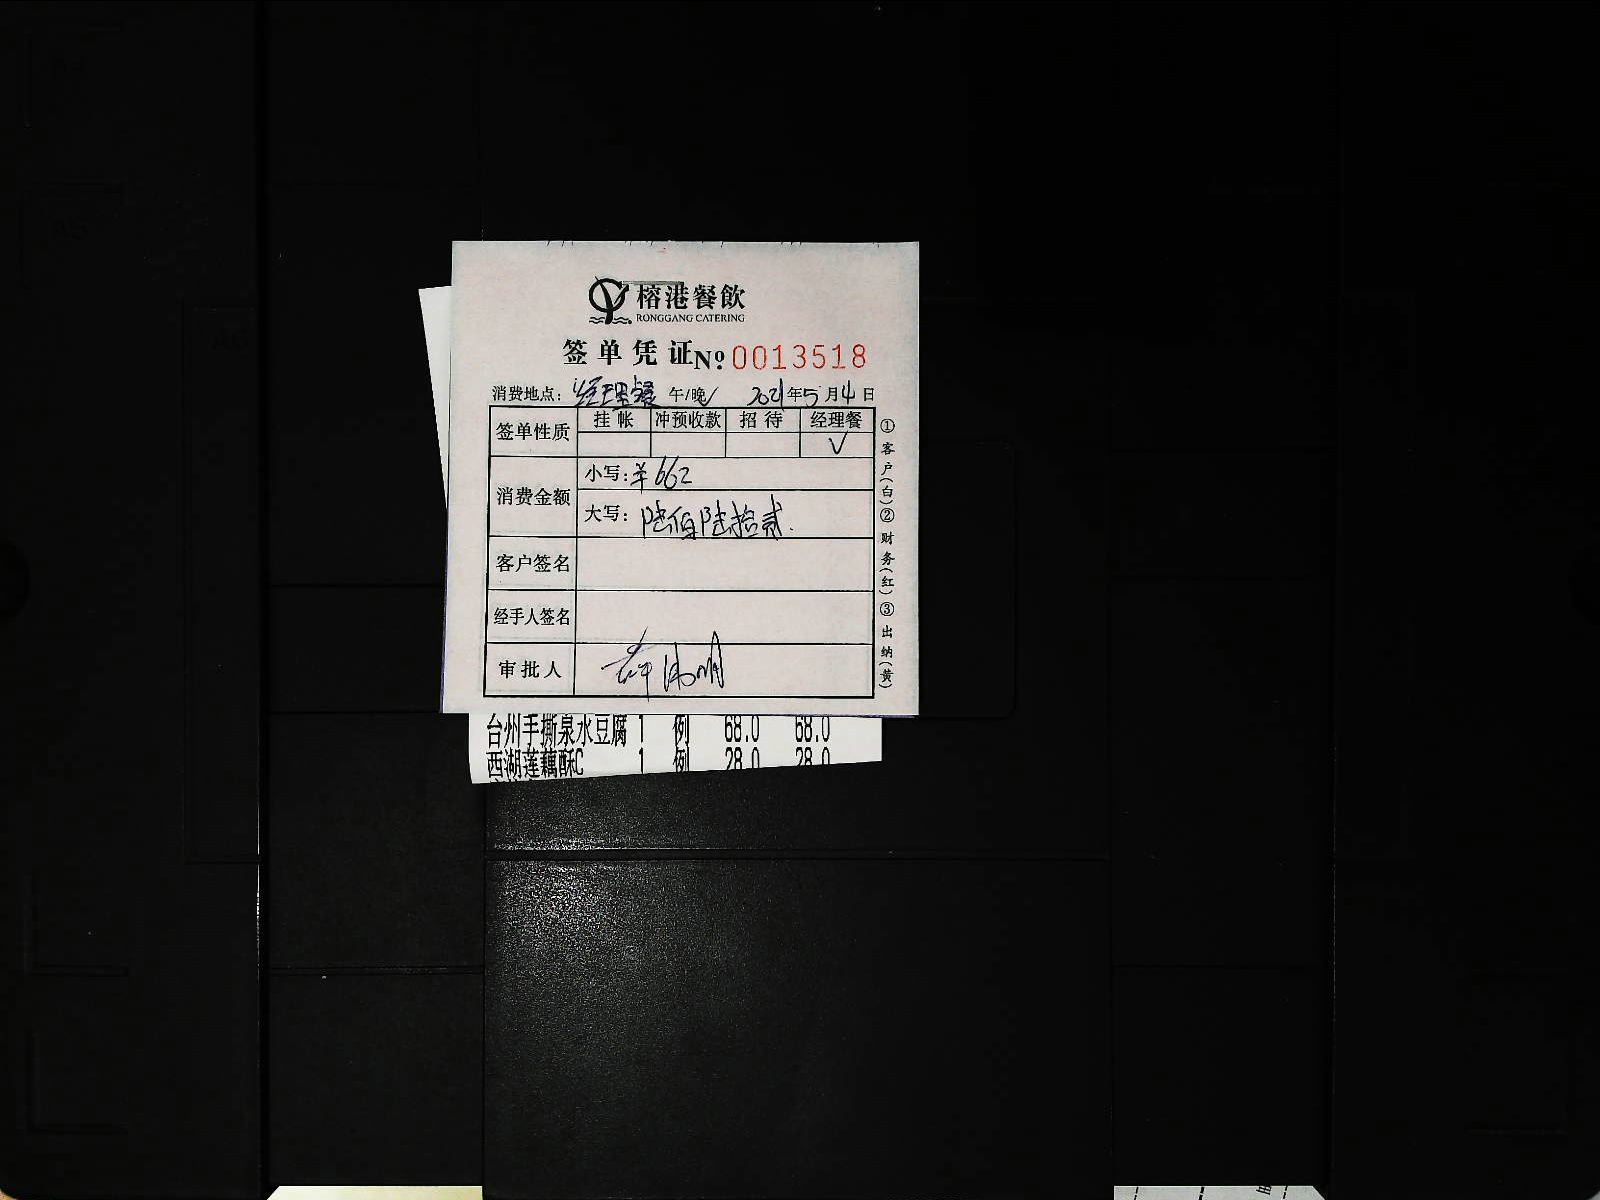 榕港餐飲
RONGGANG CATERING
签单凭证 №0013518
消费地点：经理餐 午/晚√ 2021年5月4日
签单性质 挂帐 冲预收款 招待 经理餐
√
消费金额 小写：￥662
大写：陆佰陆拾贰.
客户签名
经手人签名
审批人
①客户(白)②财务(红)③出纳(黄)
台州手撕泉水豆腐 1 例 68.0 68.0
西湖莲藕酥C 1 例 28.0 28.0